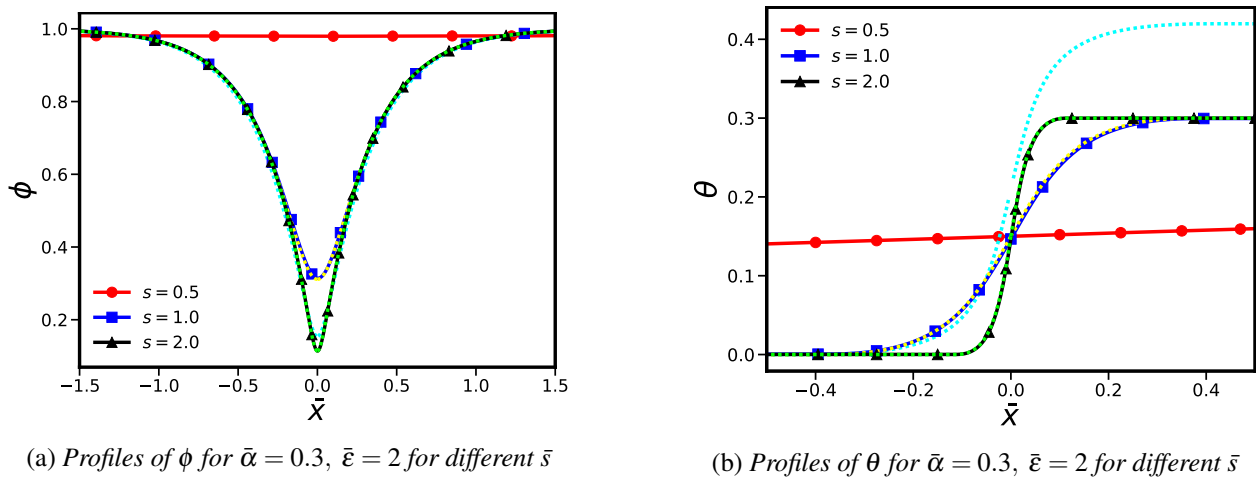 1.0
0.8
0.6
0.4
0.2
ϕ
s = 0.5
s = 1.0
s = 2.0
−1.5 −1.0 −0.5 0.0 0.5 1.0 1.5
x̄
(a) Profiles of ϕ for ᾱ = 0.3, ε̄ = 2 for different s̄
0.4
0.3
0.2
0.1
0.0
θ
s = 0.5
s = 1.0
s = 2.0
−0.4 −0.2 0.0 0.2 0.4
x̄
(b) Profiles of θ for ᾱ = 0.3, ε̄ = 2 for different s̄